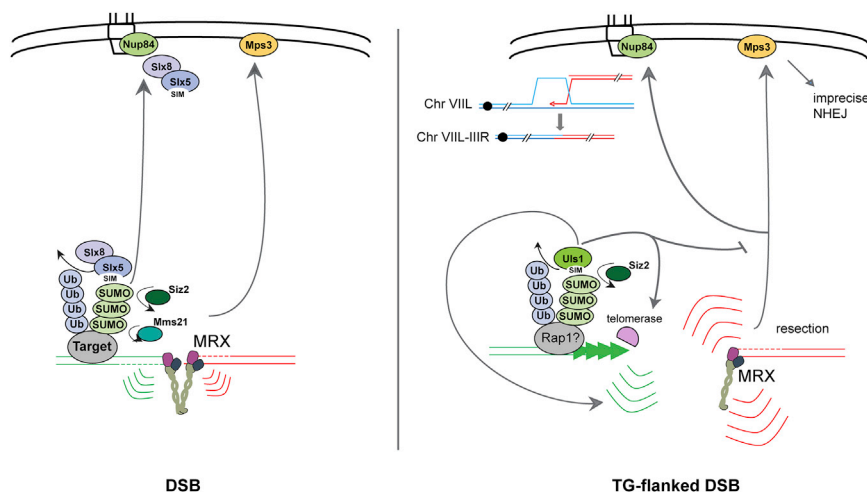 Nup84
Mps3
Slx8
Slx5
SIM
Slx8
Slx5
SIM
Ub
Ub
Ub
Ub
SUMO
SUMO
SUMO
Siz2
Mms21
Target
MRX
DSB
Nup84
Mps3
imprecise
NHEJ
Chr VIIL
Chr VIIL-IIIR
Uls1
SIM
Ub
Ub
Ub
Ub
SUMO
SUMO
SUMO
Siz2
Rap1?
telomerase
resection
MRX
TG-flanked DSB